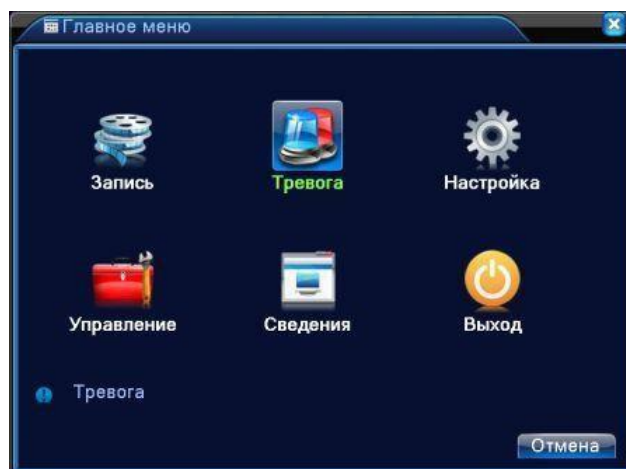 Главное меню
Запись
Тревога
Настройка
Управление
Сведения
Выход
Тревога
Отмена